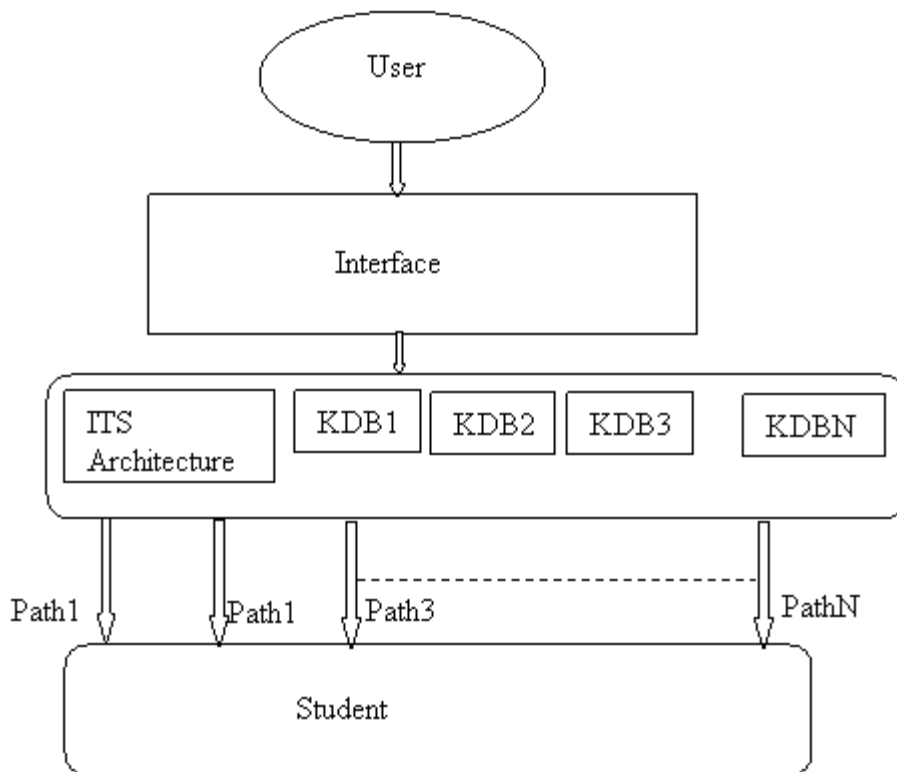 User
Interface
ITS
Architecture
KDB1
KDB2
KDB3
KDBN
Path1
Path1
Path3
PathN
Student